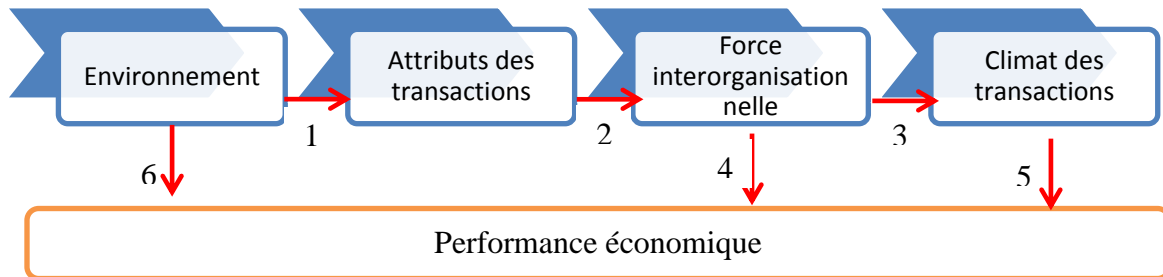 Environnement
Attributs des
transactions
Force
interorganisation
nelle
Climat des
transactions
1
2
3
6
4
5
Performance économique